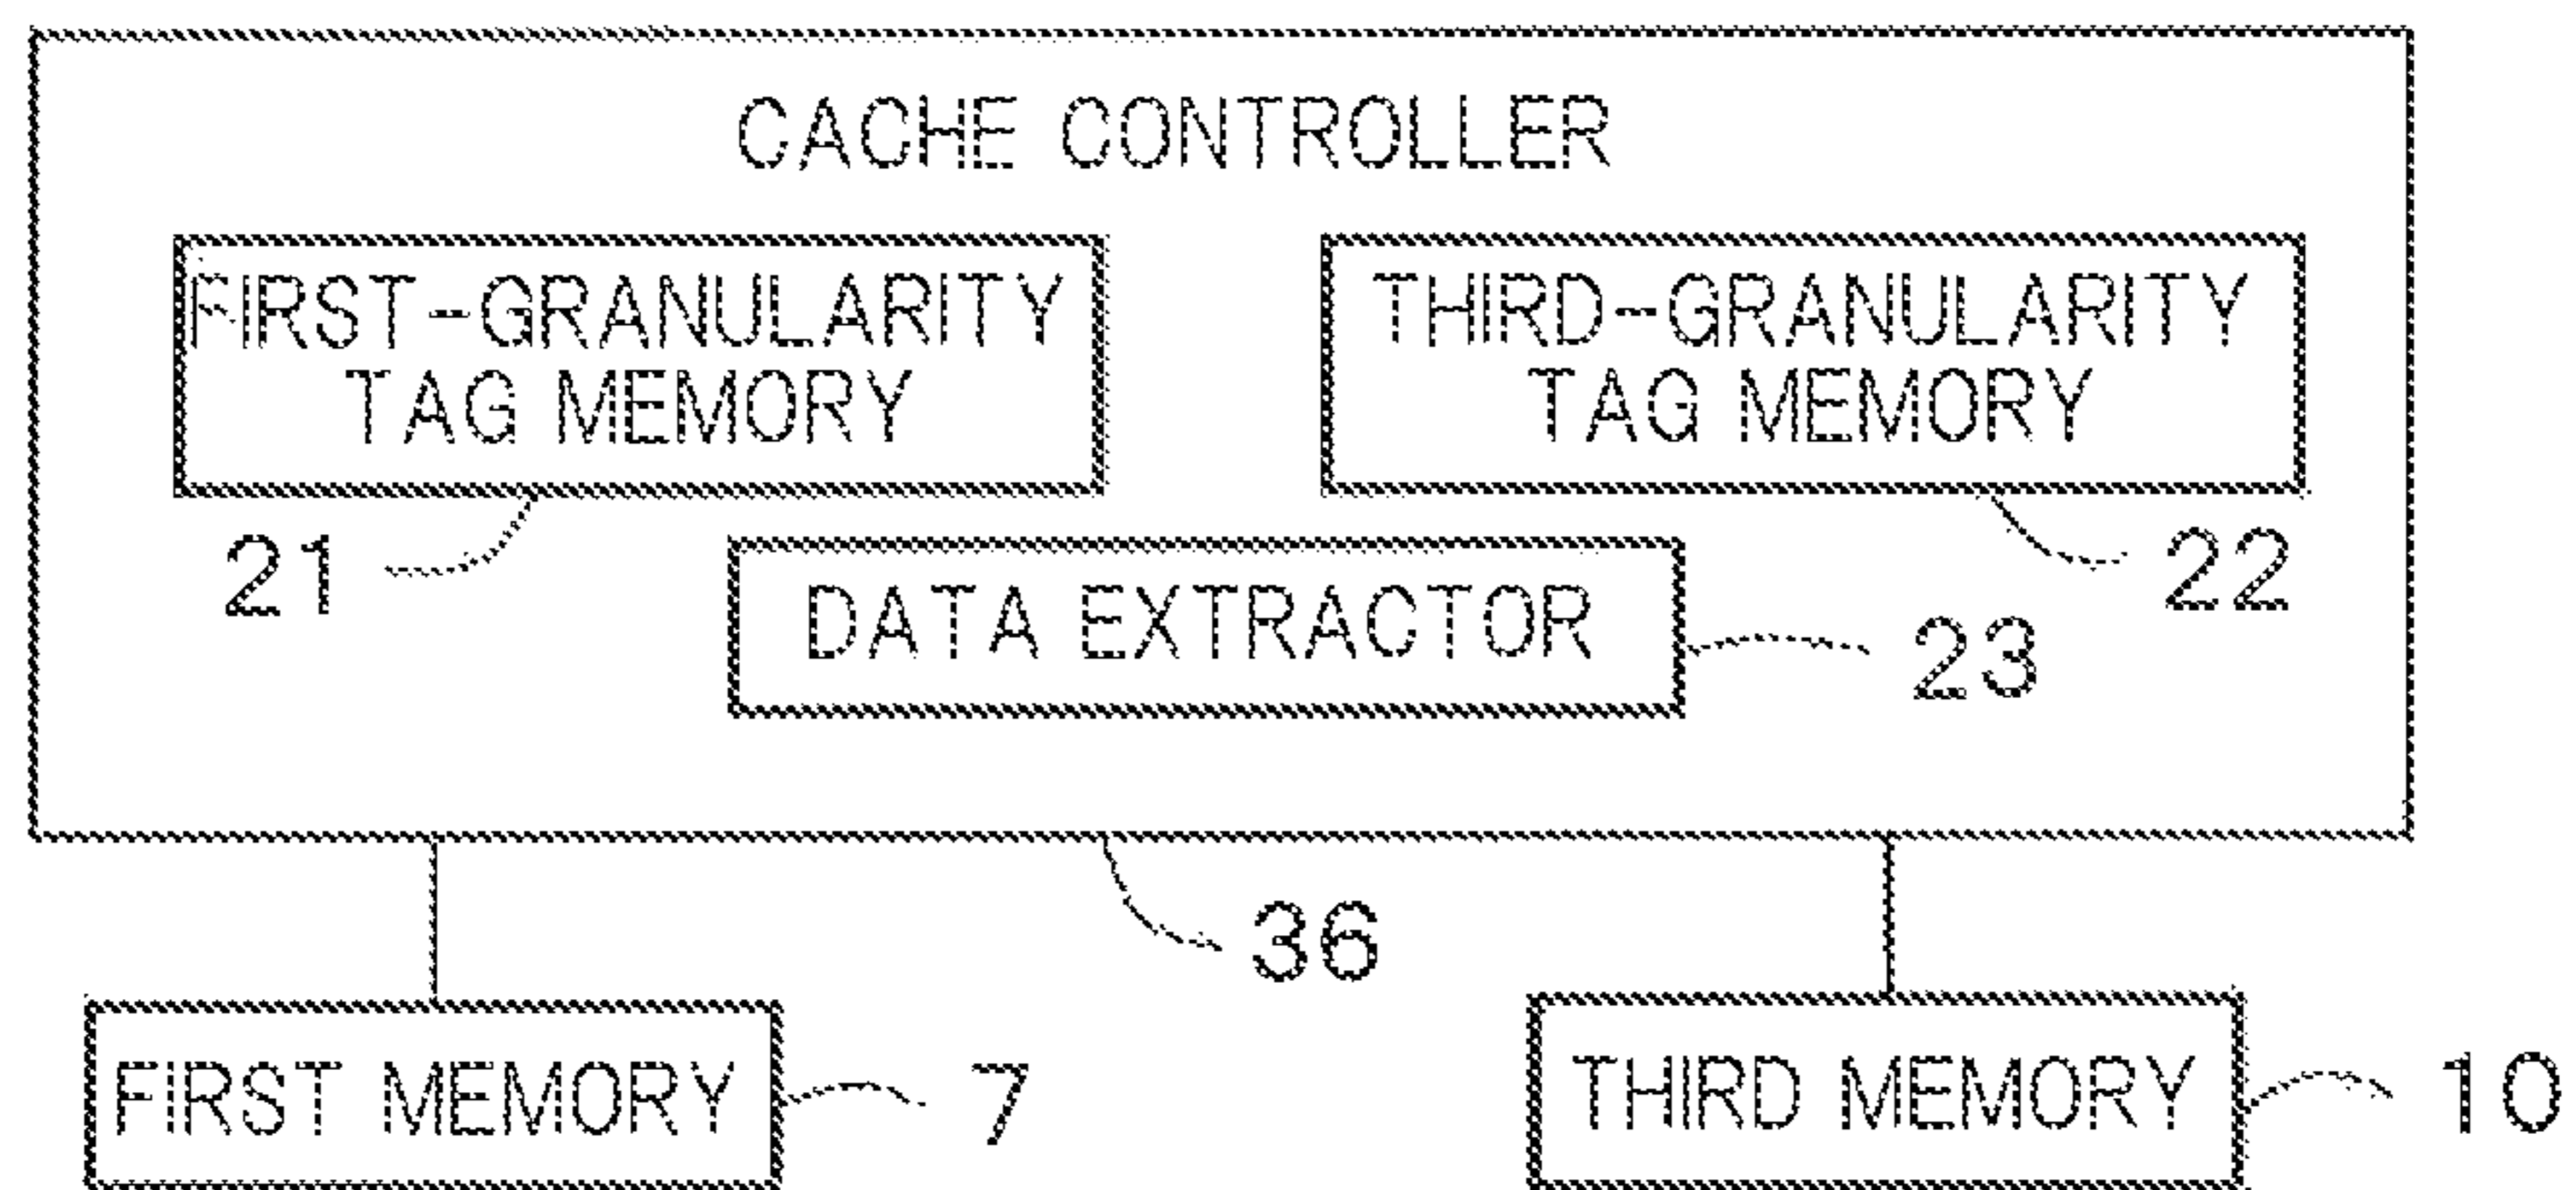 CACHE CONTROLLER
FIRST-GRANULARITY
TAG MEMORY
THIRD-GRANULARITY
TAG MEMORY
21
22
DATA EXTRACTOR
23
36
FIRST MEMORY
7
THIRD MEMORY
10